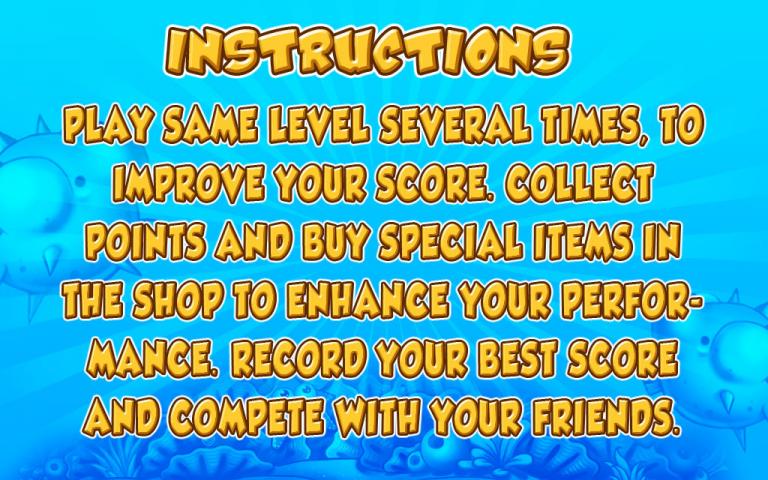 INSTRUCTIONS
PLAY SAME LEVEL SEVERAL TIMES, TO
IMPROVE YOUR SCORE. COLLECT
POINTS AND BUY SPECIAL ITEMS IN
THE SHOP TO ENHANCE YOUR PERFOR-
MANCE. RECORD YOUR BEST SCORE
AND COMPETE WITH YOUR FRIENDS.